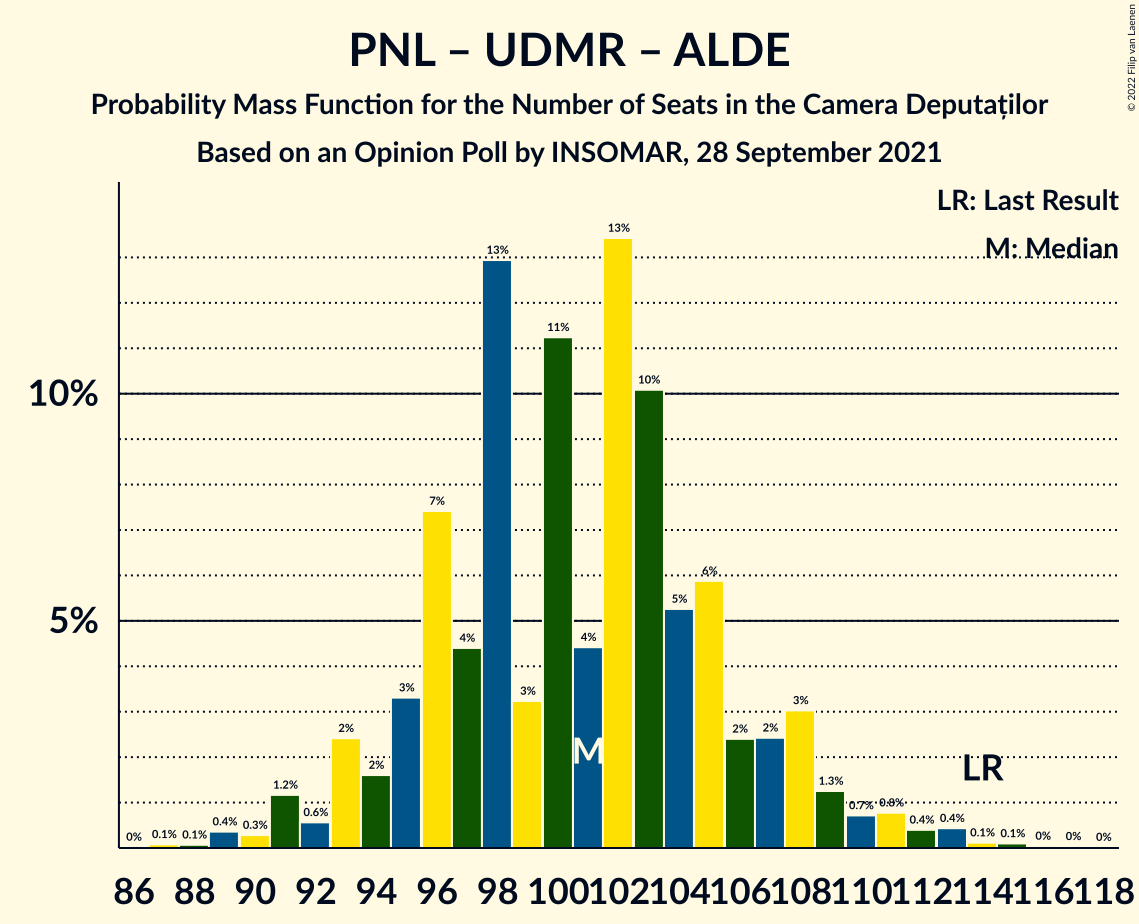 PNL – UDMR – ALDE
Probability Mass Function for the Number of Seats in the Camera Deputaților
Based on an Opinion Poll by INSOMAR, 28 September 2021
© 2022 Filip van Laenen
LR: Last Result
M: Median
10%
5%
0% 0.1% 0.1% 0.4% 0.3% 1.2% 0.6% 2% 2% 3% 7% 4% 13% 3% 11% 4% 13% 10% 5% 6% 2% 2% 3% 1.3% 0.7% 0.8% 0.4% 0.4% 0.1% 0.1% 0% 0% 0%
M
LR
86 88 90 92 94 96 98 100 102 104 106 108 110 112 114 116 118